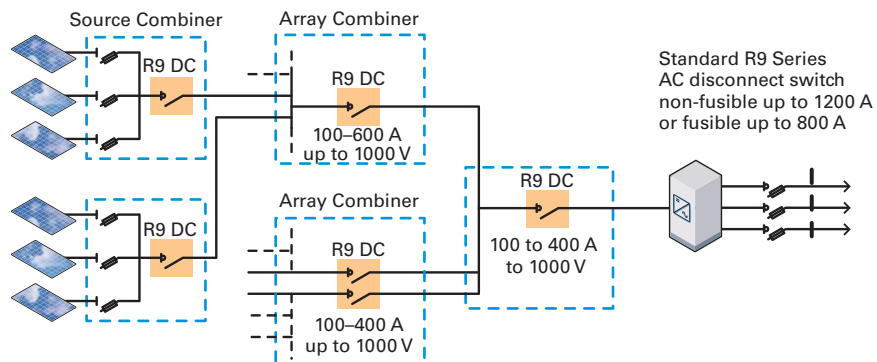 Source Combiner
R9 DC
R9 DC
Array Combiner
R9 DC
100–600 A
up to 1000 V
Array Combiner
R9 DC
100–400 A
up to 1000 V
R9 DC
100 to 400 A
to 1000 V
Standard R9 Series
AC disconnect switch
non-fusible up to 1200 A
or fusible up to 800 A